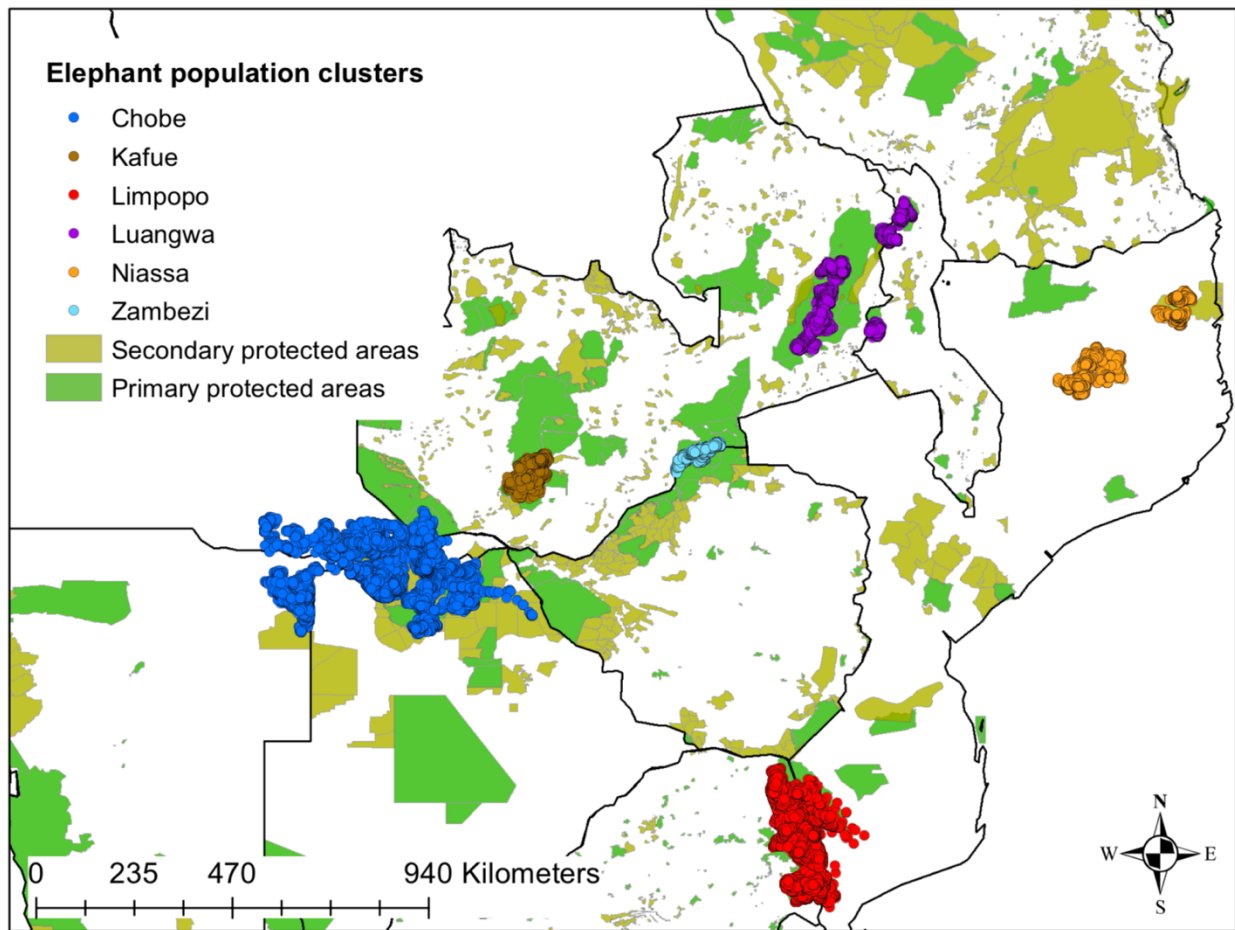 Elephant population clusters
Chobe
Kafue
Limpopo
Luangwa
Niassa
Zambezi
Secondary protected areas
Primary protected areas
0 235 470 940 Kilometers
N
W E
S